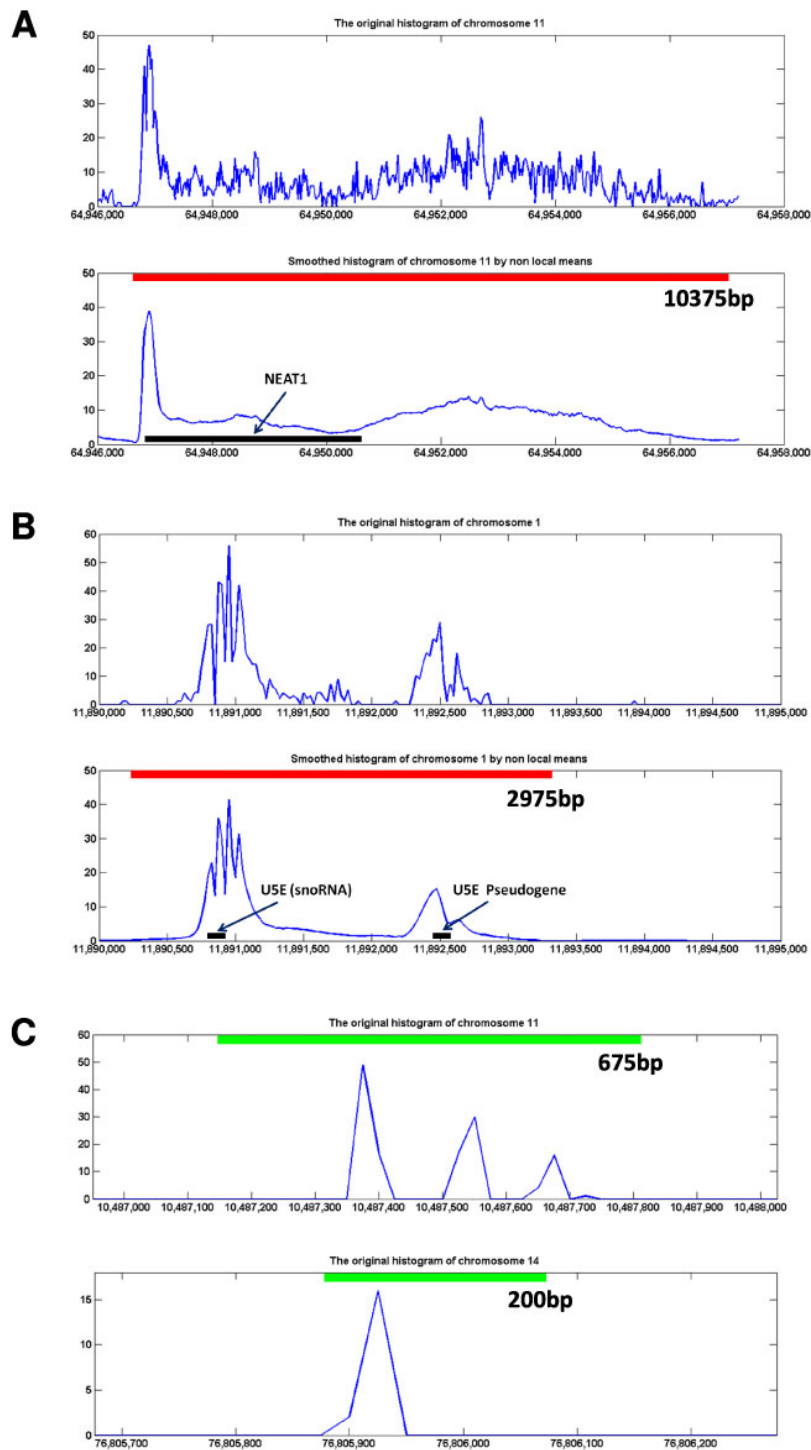 A
The original histogram of chromosome 11
50
40
30
20
10
0
64,946,000 64,948,000 64,950,000 64,952,000 64,954,000 64,956,000 64,958,000
Smoothed histogram of chromosome 11 by non local means
50
10375bp
40
30
NEAT1
20
10
0
64,946,000 64,948,000 64,950,000 64,952,000 64,954,000 64,956,000 64,958,000
B
The original histogram of chromosome 1
60
50
40
30
20
10
0
11,890,000 11,890,500 11,891,000 11,891,500 11,892,000 11,892,500 11,893,000 11,893,500 11,894,000 11,894,500 11,895,000
Smoothed histogram of chromosome 1 by non local means
50
2975bp
40
30
20
U5E (snoRNA) U5E Pseudogene
10
0
11,890,000 11,890,500 11,891,000 11,891,500 11,892,000 11,892,500 11,893,000 11,893,500 11,894,000 11,894,500 11,895,000
C
The original histogram of chromosome 11
60
675bp
50
40
30
20
10
0
10,487,000 10,487,100 10,487,200 10,487,300 10,487,400 10,487,500 10,487,600 10,487,700 10,487,800 10,487,900 10,488,000
The original histogram of chromosome 14
200bp
15
10
5
0
76,805,700 76,805,800 76,805,900 76,806,000 76,806,100 76,806,200